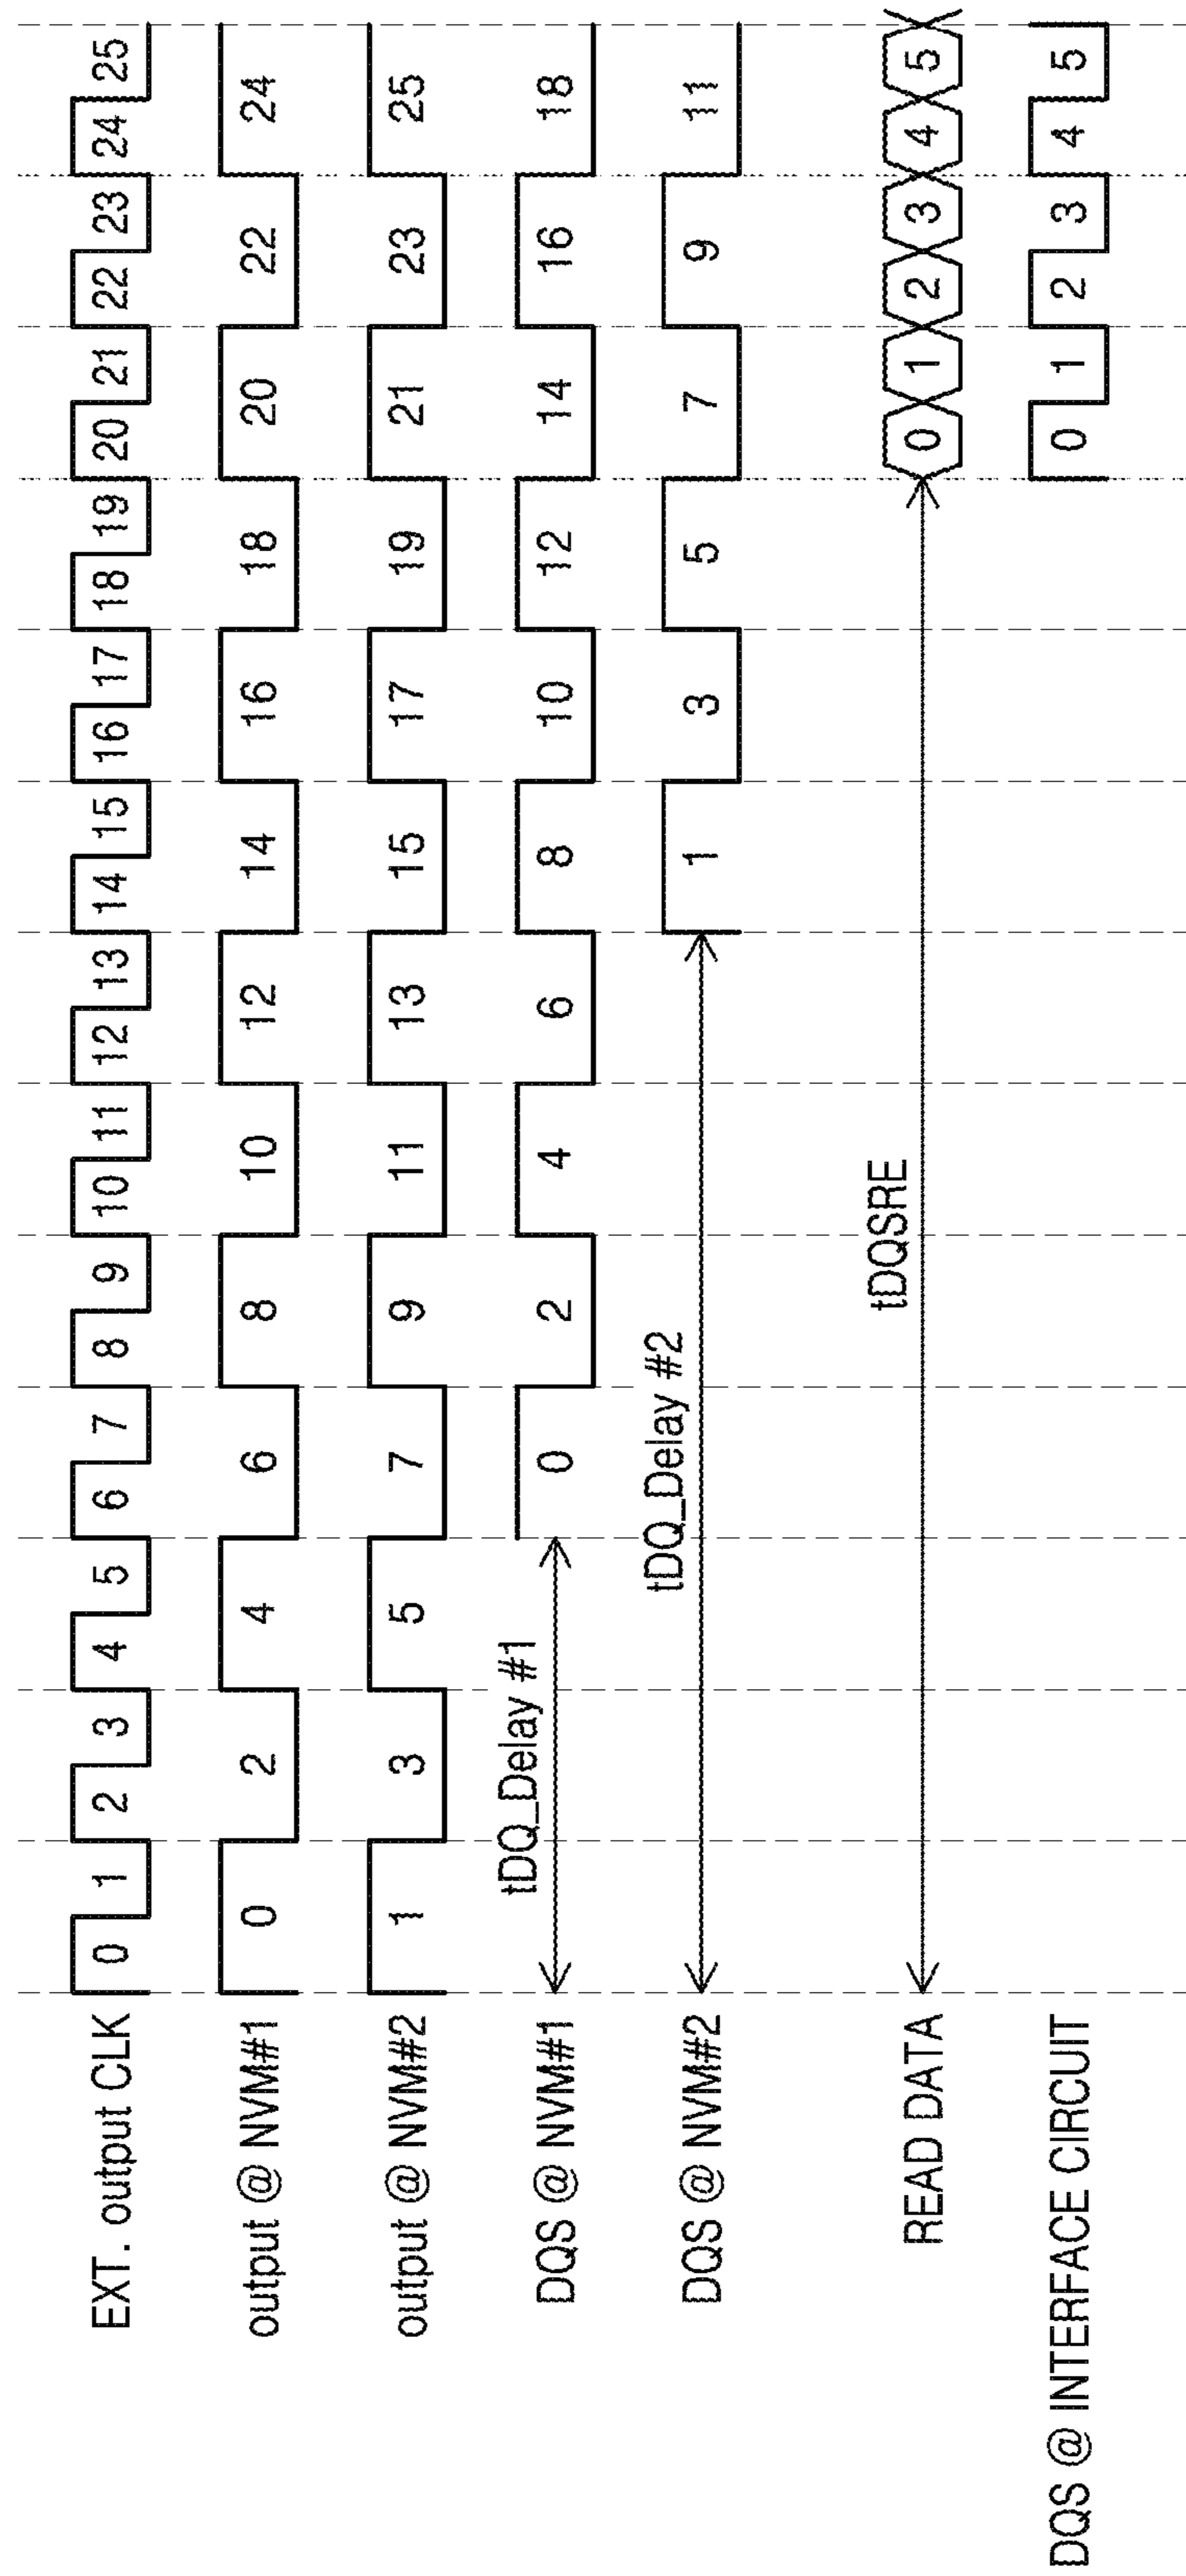 EXT. output CLK 0 1 2 3 4 5 6 7 8 9 10 11 12 13 14 15 16 17 18 19 20 21 22 23 24 25
output @ NVM#1 0 2 4 6 8 10 12 14 16 18 20 22 24
output @ NVM#2 1 3 5 7 9 11 13 15 17 19 21 23 25
tDQ_Delay #1
DQS @ NVM#1 0 2 4 6 8 10 12 14 16 18
tDQ_Delay #2
DQS @ NVM#2 1 3 5 7 9 11
tDQSRE
READ DATA 0 1 2 3 4 5
DQS @ INTERFACE CIRCUIT 0 1 2 3 4 5